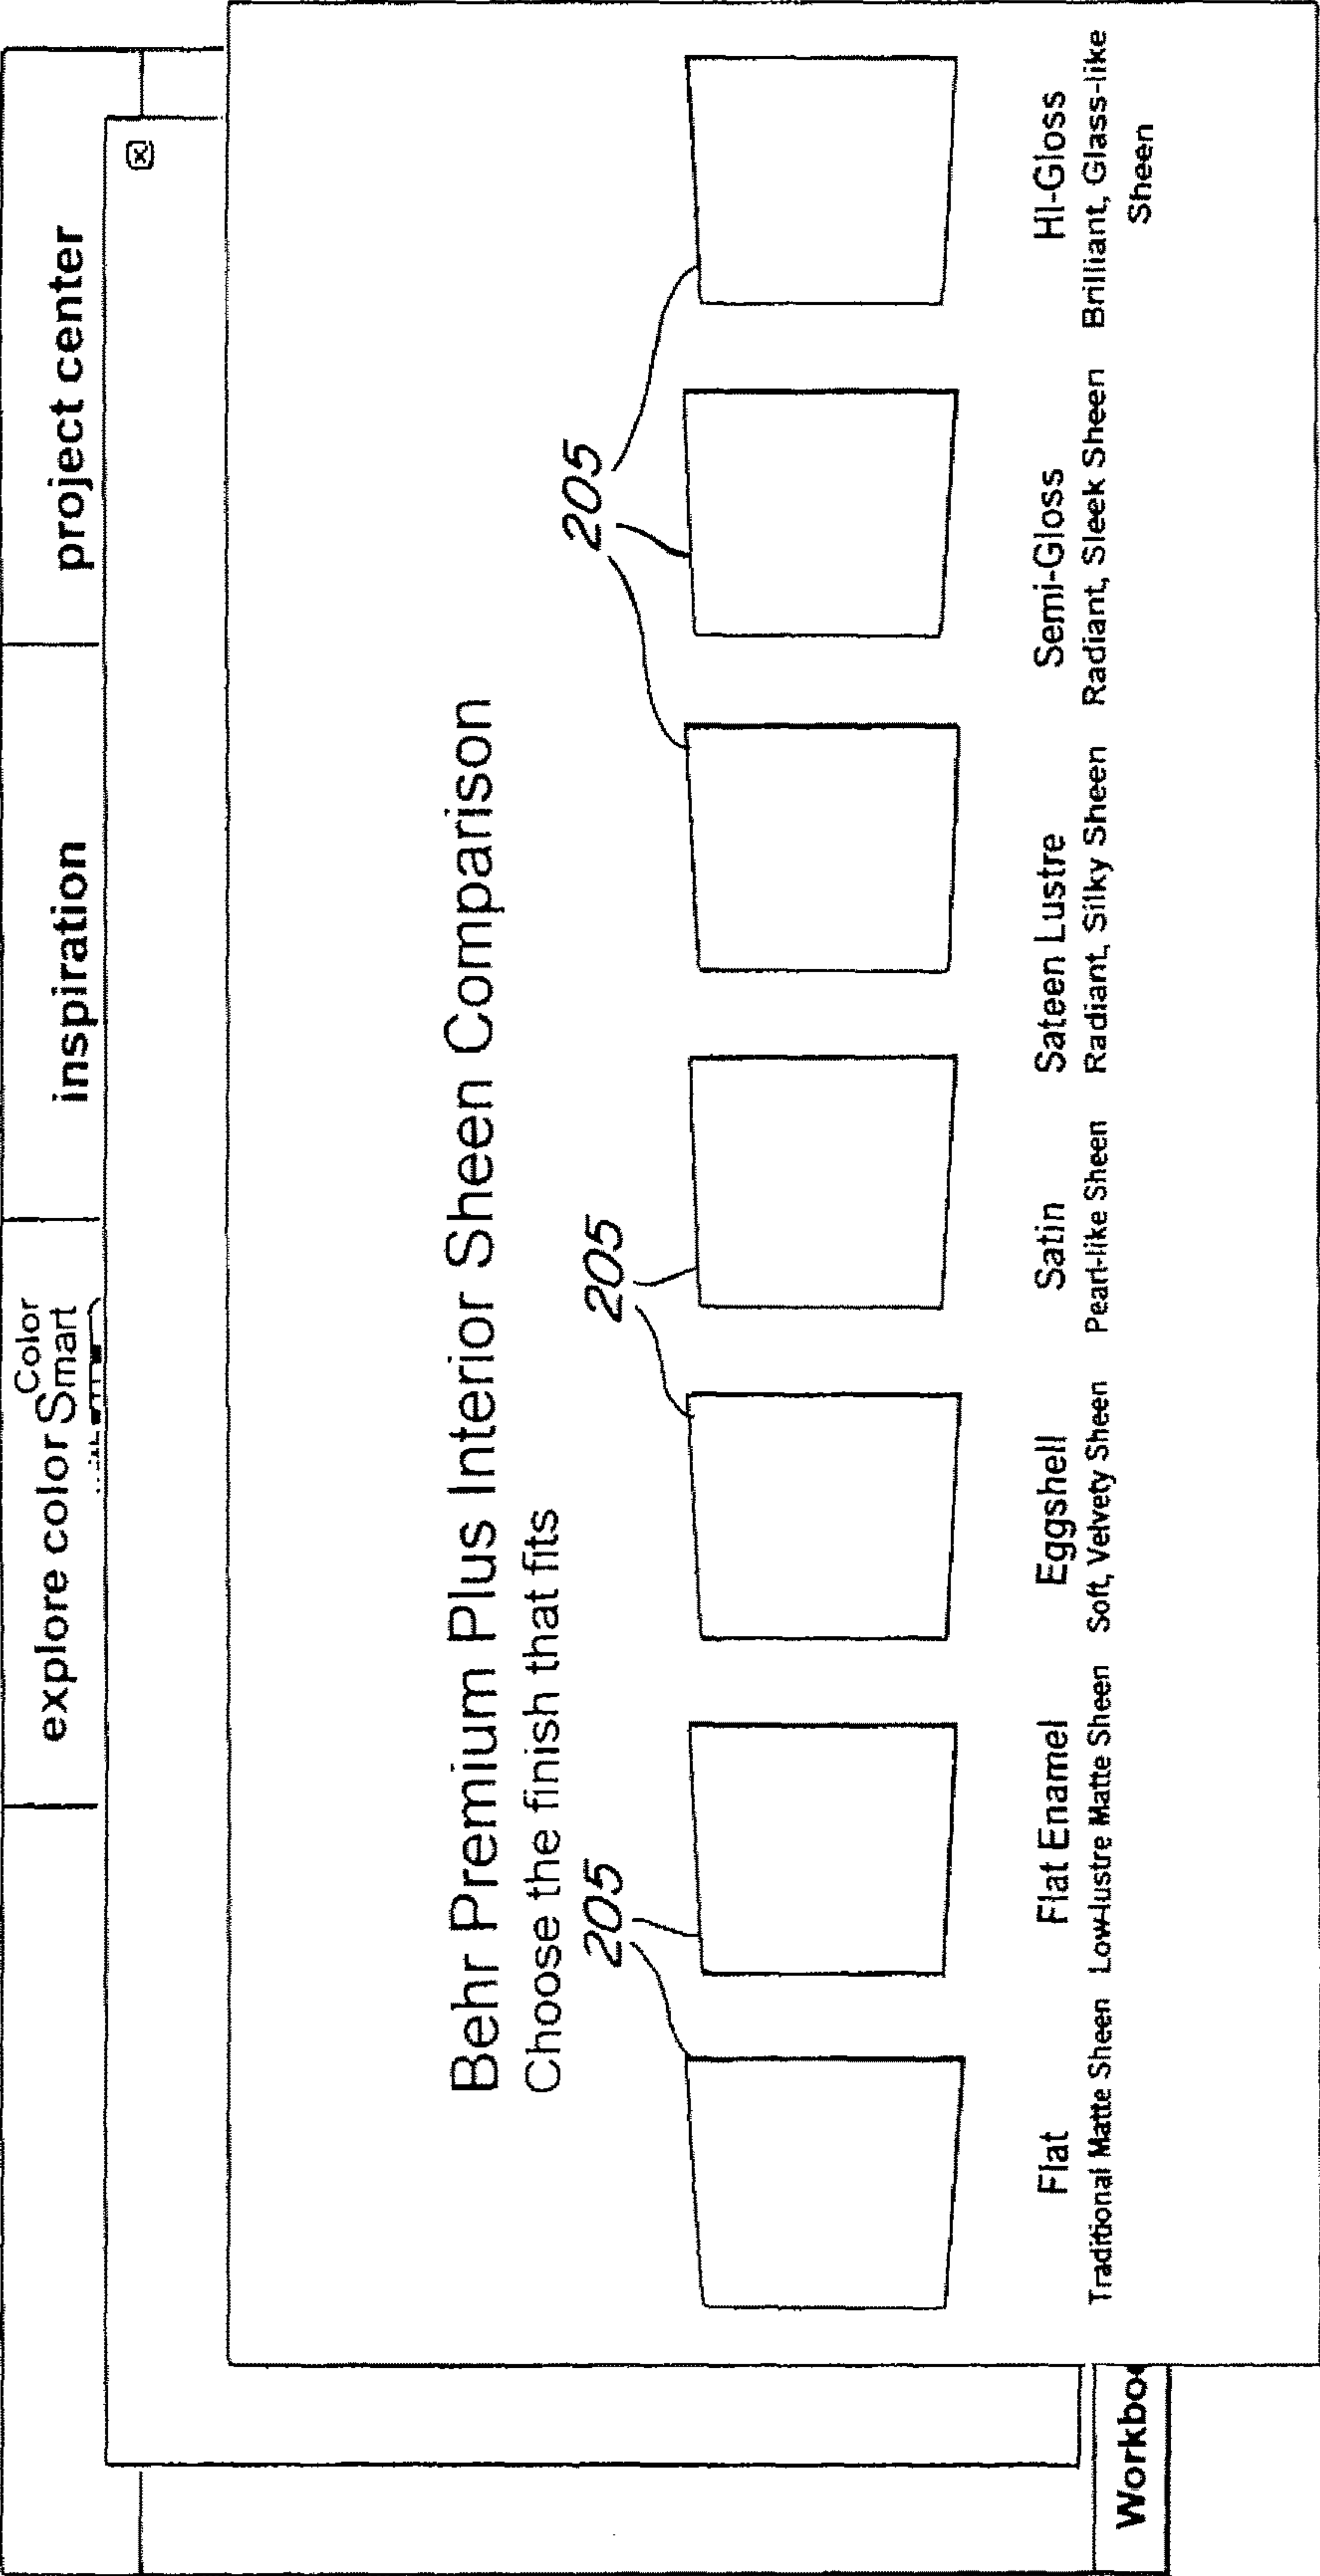 explore color
Color
Smart
inspiration
project center
Behr Premium Plus Interior Sheen Comparison
Choose the finish that fits
205
205
205
Flat
Traditional Matte Sheen
Flat Enamel
Low-lustre Matte Sheen
Eggshell
Soft, Velvety Sheen
Satin
Pearl-like Sheen
Sateen Lustre
Radiant, Silky Sheen
Semi-Gloss
Radiant, Sleek Sheen
HI-Gloss
Brilliant, Glass-like
Sheen